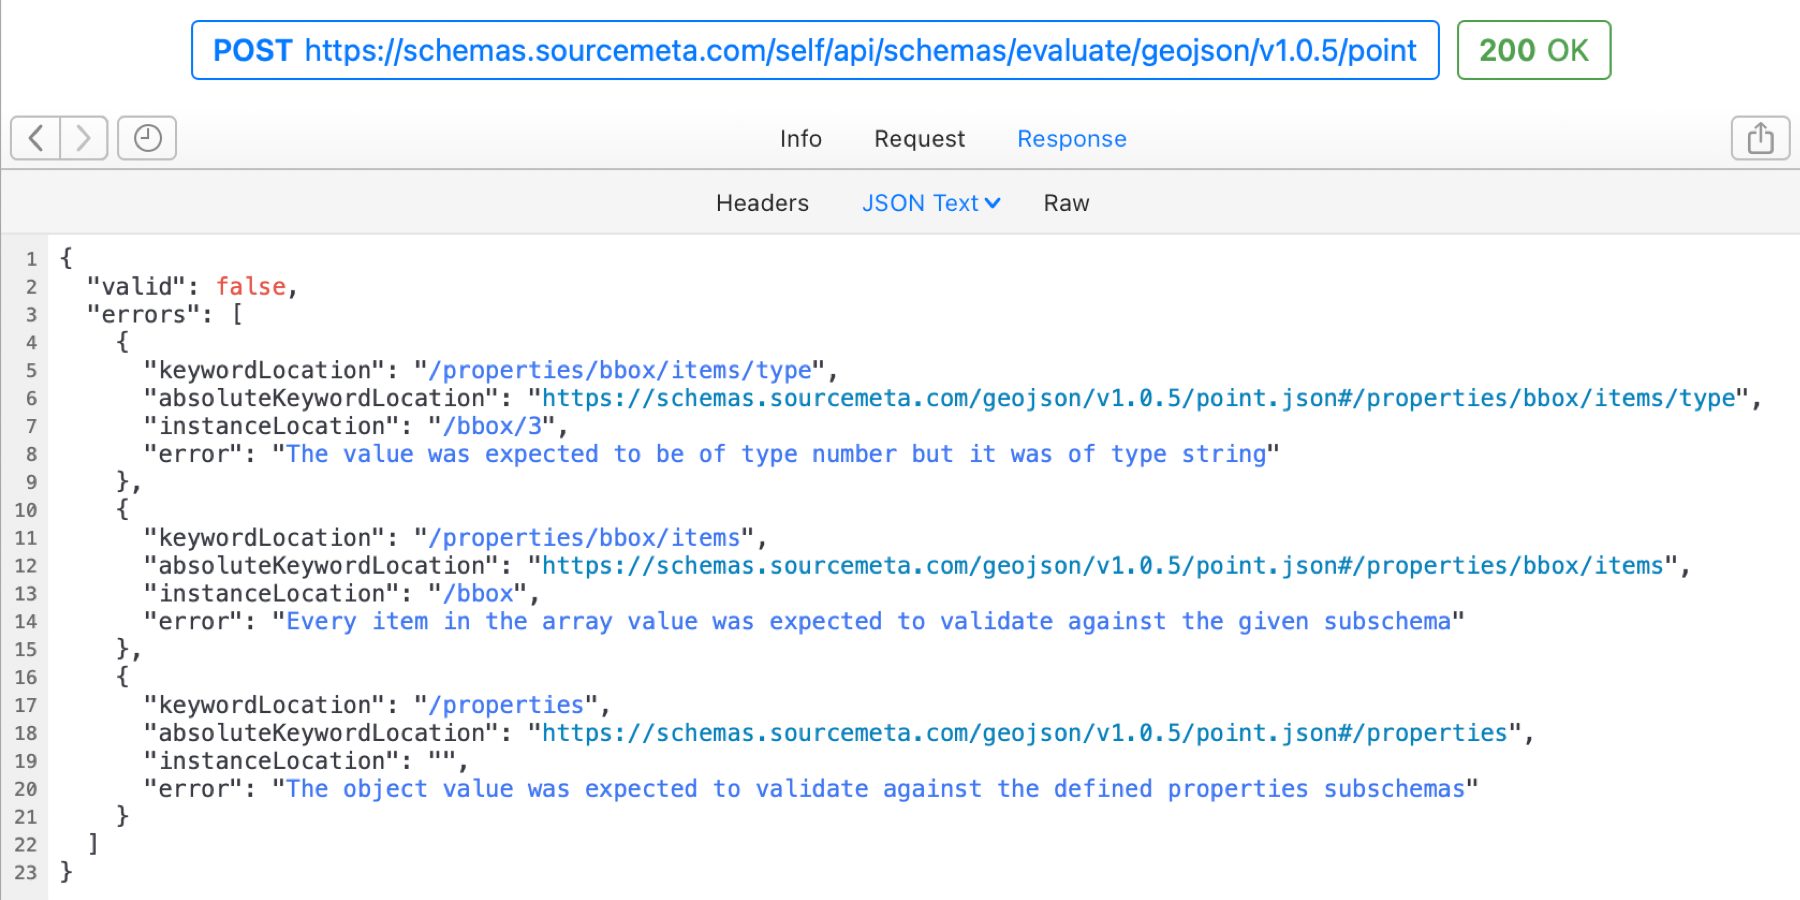 POST https://schemas.sourcemeta.com/self/api/schemas/evaluate/geojson/v1.0.5/point 200 OK
Info Request Response
Headers JSON Text Raw
1 {
2 "valid": false,
3 "errors": [
4 {
5 "keywordLocation": "/properties/bbox/items/type",
6 "absoluteKeywordLocation": "https://schemas.sourcemeta.com/geojson/v1.0.5/point.json#/properties/bbox/items/type",
7 "instanceLocation": "/bbox/3",
8 "error": "The value was expected to be of type number but it was of type string"
9 },
10 {
11 "keywordLocation": "/properties/bbox/items",
12 "absoluteKeywordLocation": "https://schemas.sourcemeta.com/geojson/v1.0.5/point.json#/properties/bbox/items",
13 "instanceLocation": "/bbox",
14 "error": "Every item in the array value was expected to validate against the given subschema"
15 },
16 {
17 "keywordLocation": "/properties",
18 "absoluteKeywordLocation": "https://schemas.sourcemeta.com/geojson/v1.0.5/point.json#/properties",
19 "instanceLocation": "",
20 "error": "The object value was expected to validate against the defined properties subschemas"
21 }
22 ]
23 }